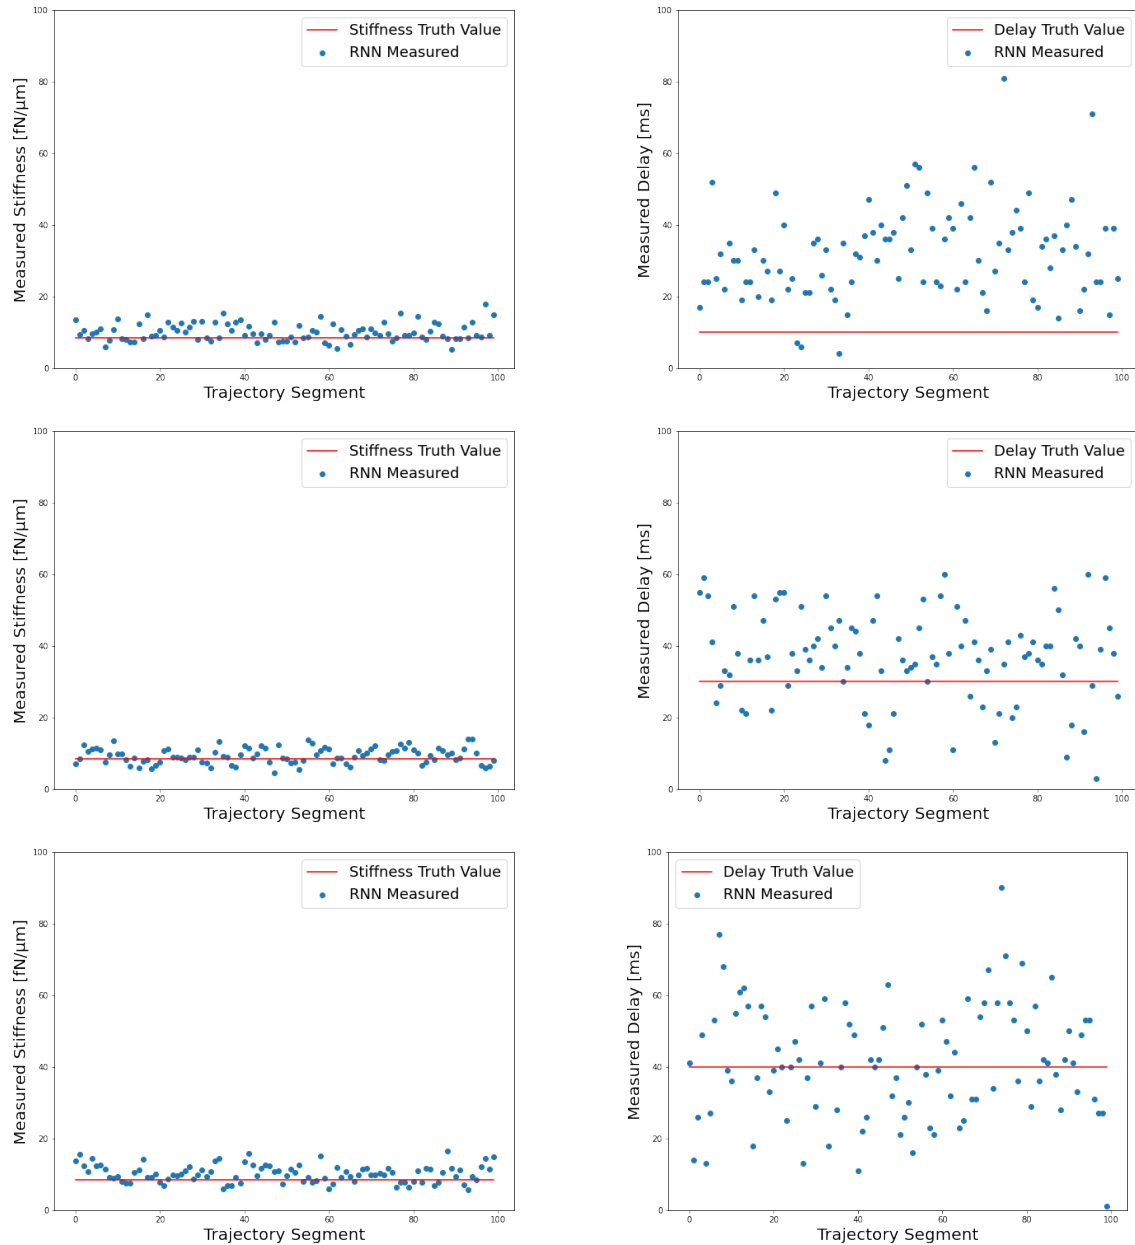 100
80
60
40
20
0
Measured Stiffness [fN/μm]
Stiffness Truth Value
RNN Measured
0 20 40 60 80 100
Trajectory Segment
100
80
60
40
20
0
Measured Delay [ms]
Delay Truth Value
RNN Measured
0 20 40 60 80 100
Trajectory Segment
100
80
60
40
20
0
Measured Stiffness [fN/μm]
Stiffness Truth Value
RNN Measured
0 20 40 60 80 100
Trajectory Segment
100
80
60
40
20
0
Measured Delay [ms]
Delay Truth Value
RNN Measured
0 20 40 60 80 100
Trajectory Segment
100
80
60
40
20
0
Measured Stiffness [fN/μm]
Stiffness Truth Value
RNN Measured
0 20 40 60 80 100
Trajectory Segment
100
80
60
40
20
0
Measured Delay [ms]
Delay Truth Value
RNN Measured
0 20 40 60 80 100
Trajectory Segment